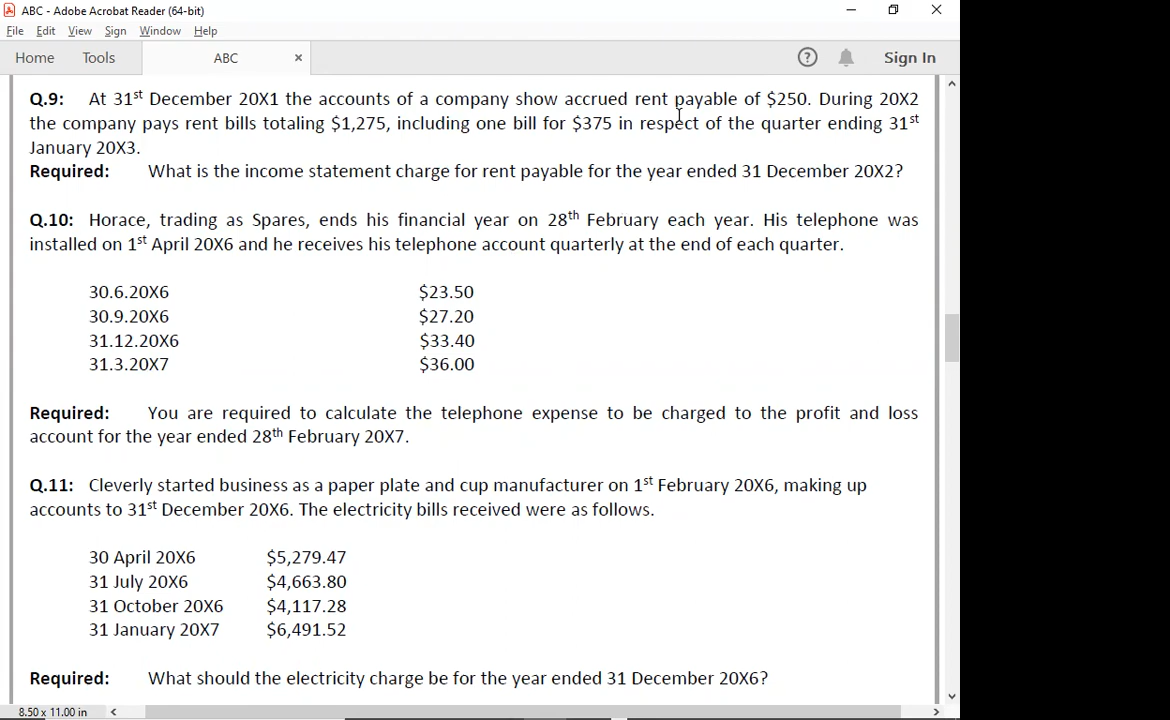 ABC - Adobe Acrobat Reader (64-bit)
File Edit View Sign Window Help
Home Tools ABC × ? Sign In
Q.9: At 31st December 20X1 the accounts of a company show accrued rent payable of $250. During 20X2
the company pays rent bills totaling $1,275, including one bill for $375 in respect of the quarter ending 31st
January 20X3.
Required: What is the income statement charge for rent payable for the year ended 31 December 20X2?
Q.10: Horace, trading as Spares, ends his financial year on 28th February each year. His telephone was
installed on 1st April 20X6 and he receives his telephone account quarterly at the end of each quarter.
30.6.20X6 $23.50
30.9.20X6 $27.20
31.12.20X6 $33.40
31.3.20X7 $36.00
Required: You are required to calculate the telephone expense to be charged to the profit and loss
account for the year ended 28th February 20X7.
Q.11: Cleverly started business as a paper plate and cup manufacturer on 1st February 20X6, making up
accounts to 31st December 20X6. The electricity bills received were as follows.
30 April 20X6 $5,279.47
31 July 20X6 $4,663.80
31 October 20X6 $4,117.28
31 January 20X7 $6,491.52
Required: What should the electricity charge be for the year ended 31 December 20X6?
8.50 x 11.00 in